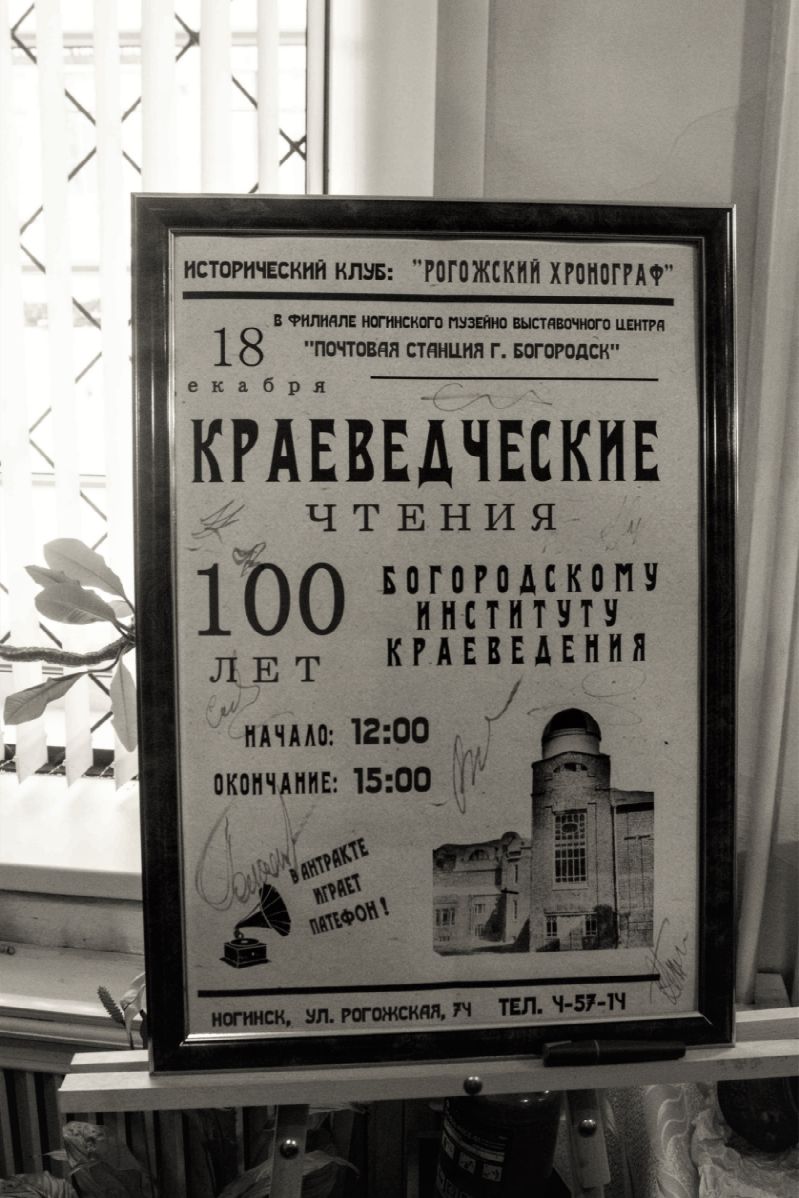 ИСТОРИЧЕСКИЙ КЛУБ: "РОГОЖСКИЙ ХРОНОГРАФ"
В ФИЛИАЛЕ НОГИНСКОГО МУЗЕЙНО ВЫСТАВОЧНОГО ЦЕНТРА
18
"ПОЧТОВАЯ СТАНЦИЯ Г. БОГОРОДСК"
екабря
КРАЕВЕДЧЕСКИЕ
ЧТЕНИЯ
100
ЛЕТ
БОГОРОДСКОМУ
ИНСТИТУТУ
КРАЕВЕДЕНИЯ
НАЧАЛО: 12:00
ОКОНЧАНИЕ: 15:00
В АНТРАКТЕ
ИГРАЕТ
ПАТЕФОН!
НОГИНСК, УЛ. РОГОЖСКАЯ, 74 ТЕЛ. 4-57-14